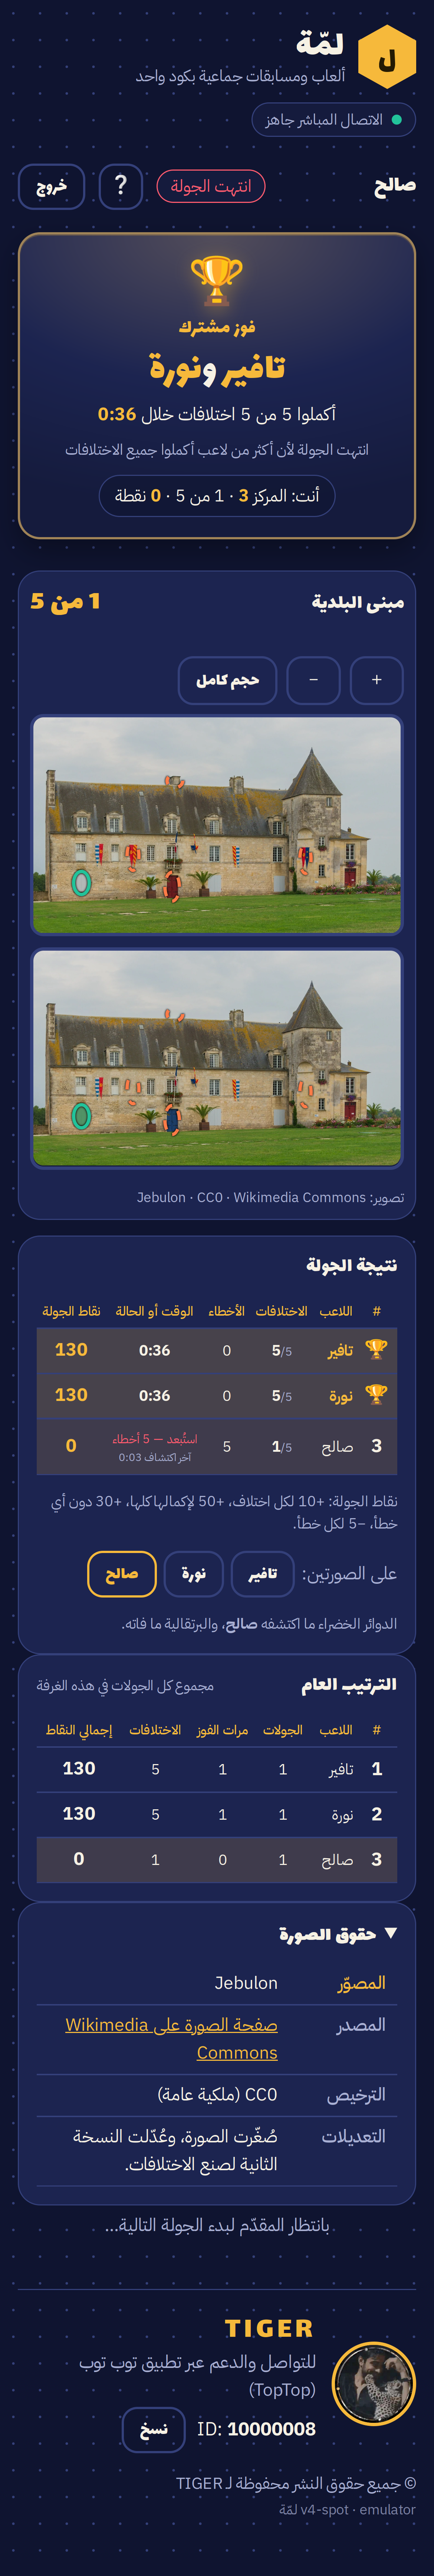 ل
لمّة
ألعاب ومسابقات جماعية بكود واحد
الاتصال المباشر جاهز
صالح
انتهت الجولة
?
خروج
فوز مشترك
تافير ونورة
أكملوا 5 من 5 اختلافات خلال 0:36
انتهت الجولة لأن أكثر من لاعب أكملوا جميع الاختلافات
أنت: المركز 3 · 1 من 5 · 0 نقطة
مبنى البلدية
1 من 5
+
−
حجم كامل
تصوير: Jebulon · CC0 · Wikimedia Commons
نتيجة الجولة
# اللاعب الاختلافات الأخطاء الوقت أو الحالة نقاط الجولة
تافير 5/5 0 0:36 130
نورة 5/5 0 0:36 130
3 صالح 1/5 5 استُبعد — 5 أخطاء 0
آخر اكتشاف 0:03
نقاط الجولة: +10 لكل اختلاف، +50 لإكمالها كلها، +30 دون أي
خطأ، −5 لكل خطأ.
على الصورتين: تافير نورة صالح
الدوائر الخضراء ما اكتشفه صالح، والبرتقالية ما فاته.
الترتيب العام
مجموع كل الجولات في هذه الغرفة
# اللاعب الجولات مرات الفوز الاختلافات إجمالي النقاط
1 تافير 1 1 5 130
2 نورة 1 1 5 130
3 صالح 1 0 1 0
▼ حقوق الصورة
المصوّر Jebulon
المصدر صفحة الصورة على Wikimedia
Commons
الترخيص CC0 (ملكية عامة)
التعديلات صُغّرت الصورة، وعُدّلت النسخة
الثانية لصنع الاختلافات.
بانتظار المقدّم لبدء الجولة التالية...
TIGER
للتواصل والدعم عبر تطبيق توب توب
(TopTop)
ID: 10000008
نسخ
© جميع حقوق النشر محفوظة لـ TIGER
لمّة v4-spot · emulator